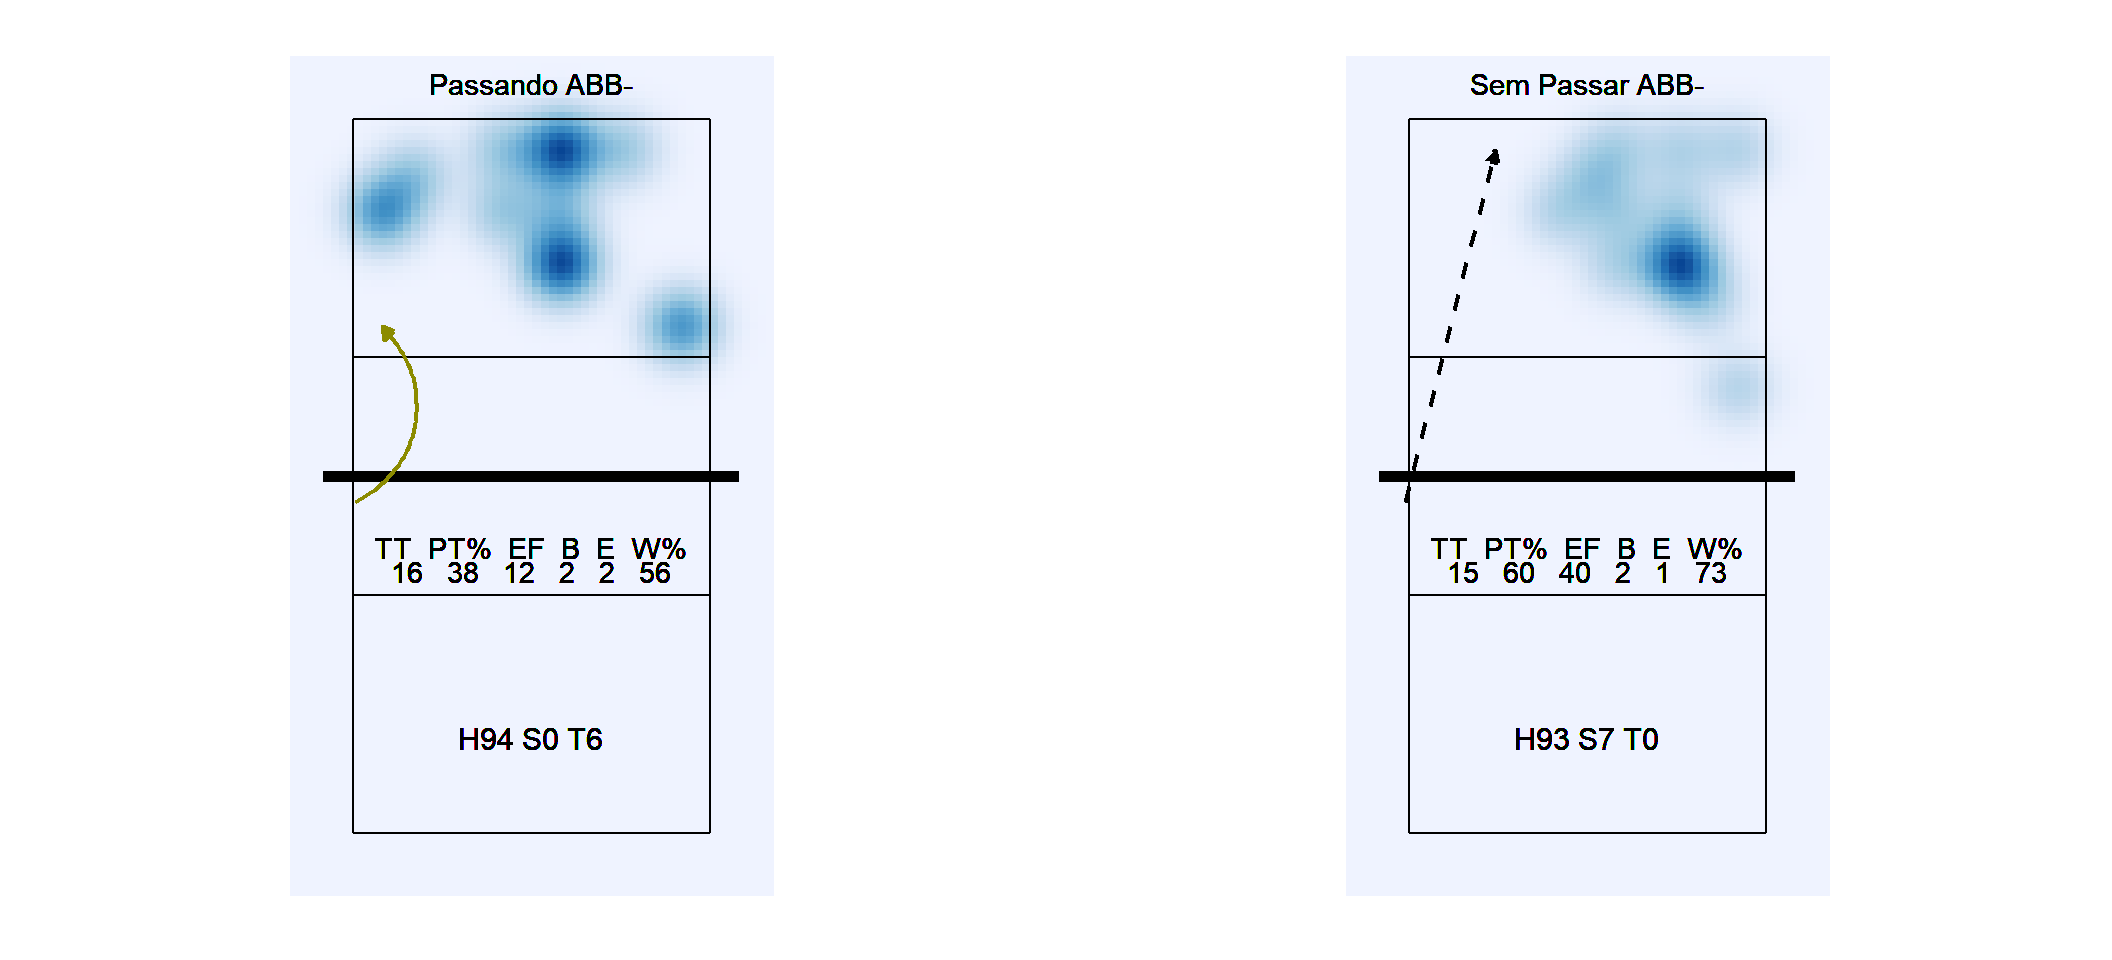 Passando ABB-
TT PT% EF B E W%
16 38 12 2 2 56
H94 S0 T6
Sem Passar ABB-
TT PT% EF B E W%
15 60 40 2 1 73
H93 S7 T0